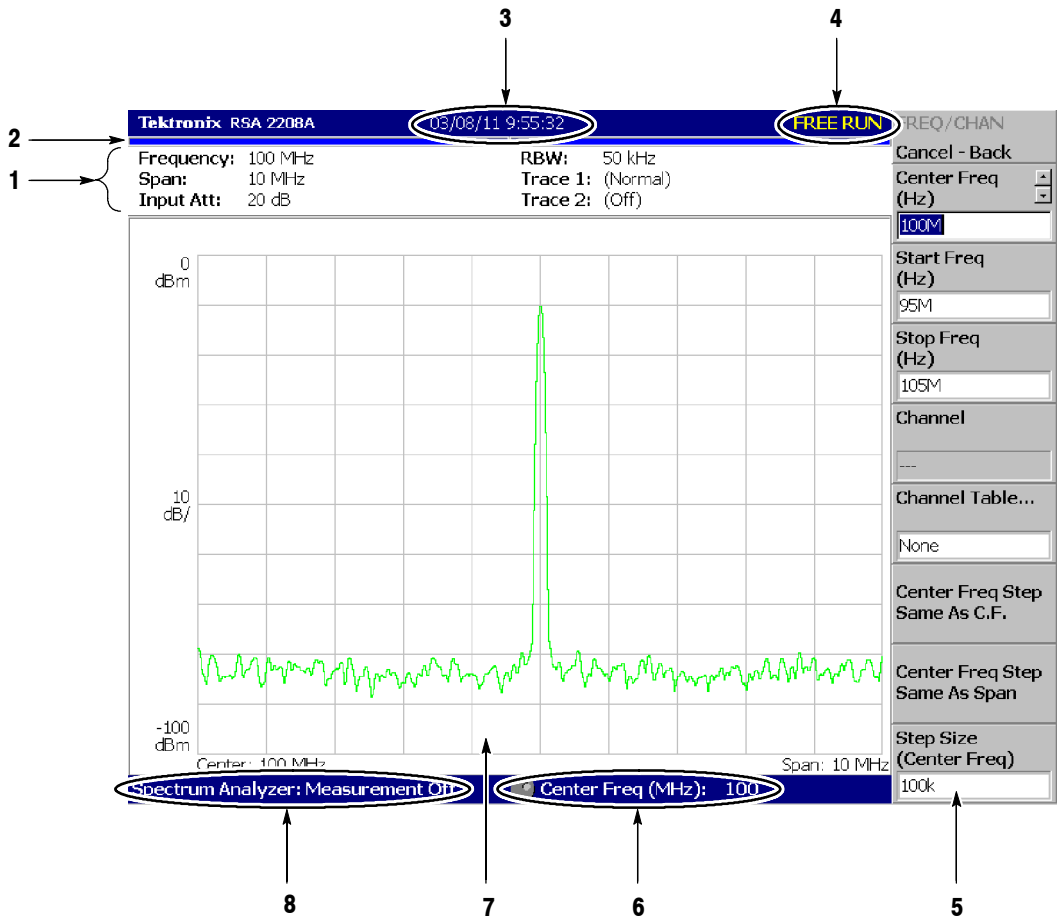 3
4
Tektronix RSA 2208A
03/08/11 9:55:32
FREE RUN
FREQ/CHAN
2
Cancel - Back
1
Frequency: 100 MHz
RBW: 50 kHz
Span: 10 MHz
Trace 1: (Normal)
Input Att: 20 dB
Trace 2: (Off)
Center Freq
(Hz)
100M
Start Freq
(Hz)
95M
Stop Freq
(Hz)
105M
Channel
---
Channel Table...
None
Center Freq Step
Same As C.F.
Center Freq Step
Same As Span
Step Size
(Center Freq)
100k
0
dBm
10
dB/
-100
dBm
Center: 100 MHz
Span: 10 MHz
Spectrum Analyzer: Measurement Off
Center Freq (MHz): 100
8
7
6
5